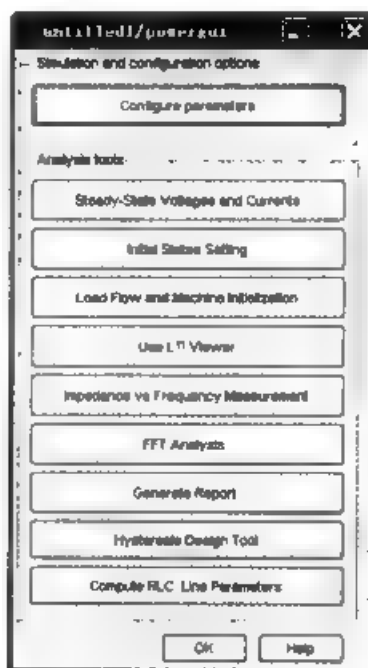 untitled1/powergui
Simulation and configuration options
Configure parameters
Analysis tools
Steady-State Voltages and Currents
Initial States Setting
Load Flow and Machine Initialization
Use LTI Viewer
Impedance vs Frequency Measurement
FFT Analysis
Generate Report
Hysteresis Design Tool
Compute RLC Line Parameters
OK
Help